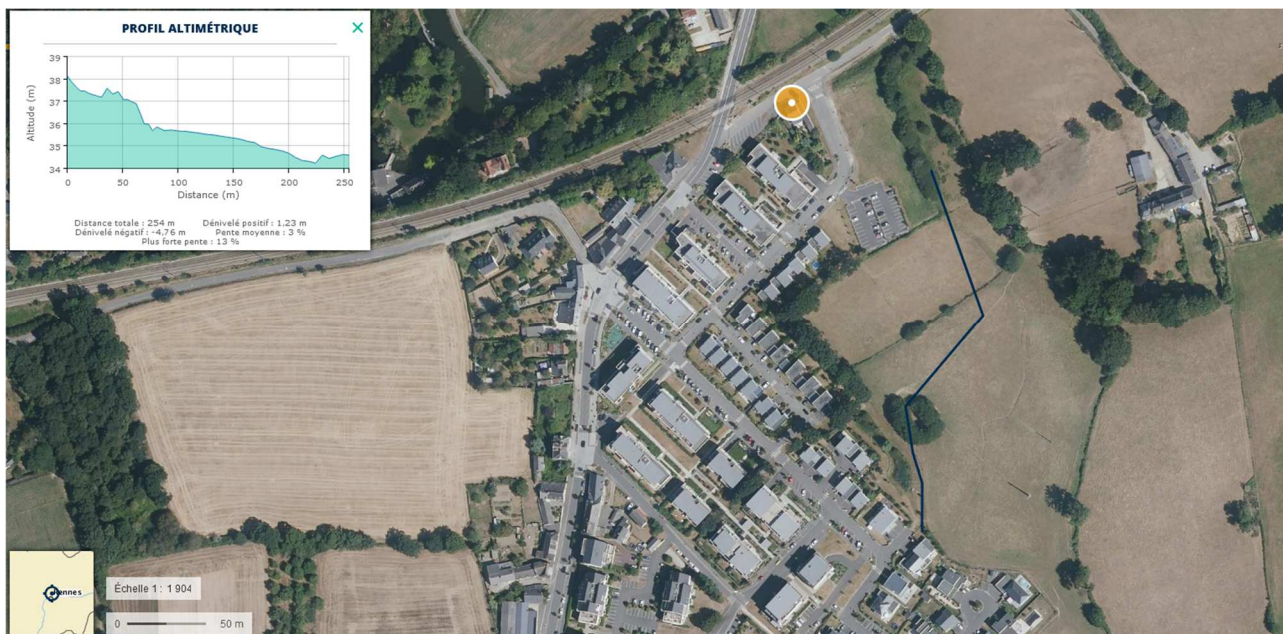 PROFIL ALTIMÉTRIQUE
39
38
37
36
35
34
Altitude (m)
0 50 100 150 200 250
Distance (m)
Distance totale : 254 m Dénivelé positif : 1,23 m
Dénivelé négatif : -4,76 m Pente moyenne : 3 %
Plus forte pente : 13 %
Rennes
Échelle 1 : 1 904
0 50 m